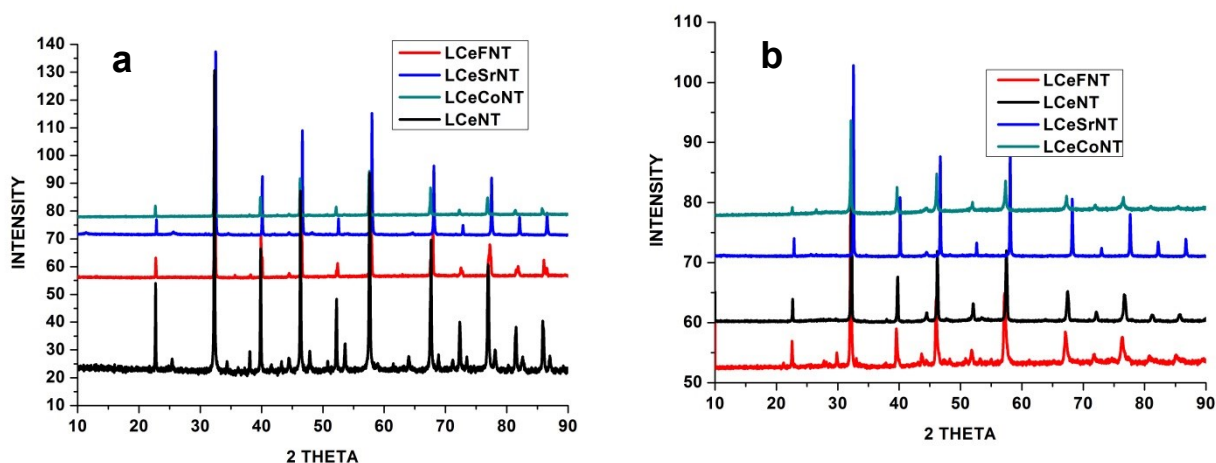 a
140
130
120
110
100
90
80
70
60
50
40
30
20
10
INTENSITY
LCeFNT
LCeSrNT
LCeCoNT
LCeNT
10 20 30 40 50 60 70 80 90
2 THETA
b
110
100
90
80
70
60
50
INTENSITY
LCeFNT
LCeNT
LCeSrNT
LCeCoNT
10 20 30 40 50 60 70 80 90
2 THETA